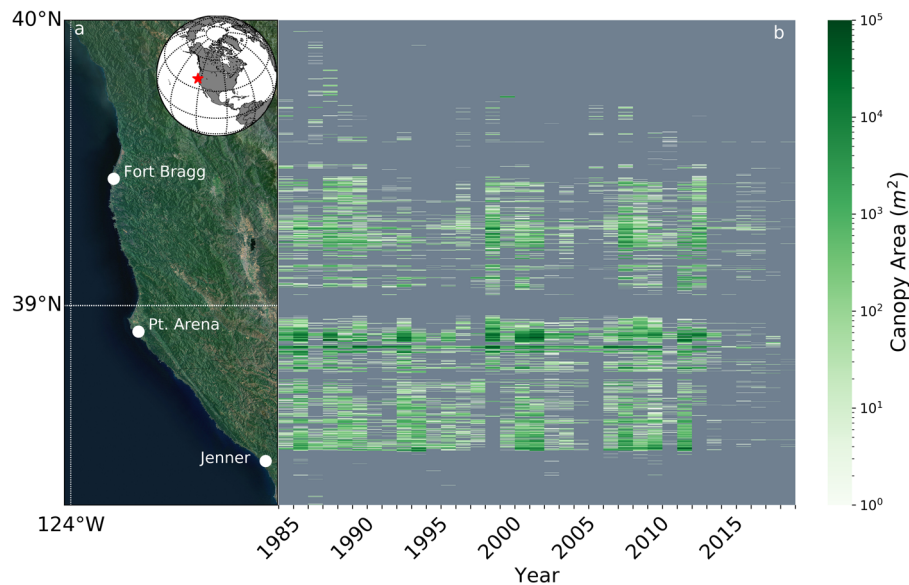 40°N
a
b
Fort Bragg
39°N
Pt. Arena
Jenner
124°W
1985
1990
1995
2000
2005
2010
2015
Year
10⁵
10⁴
10³
10²
10¹
10⁰
Canopy Area (m²)